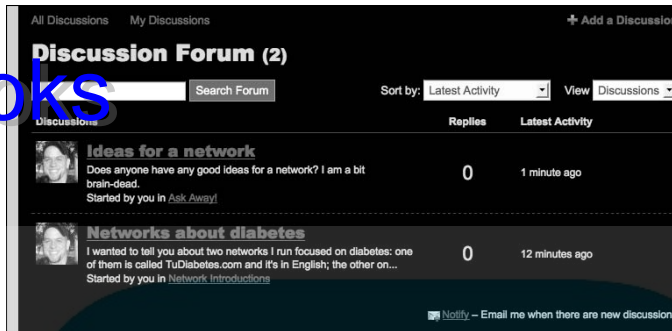 All Discussions My Discussions + Add a Discussion
Discussion Forum (2)
oks
Search Forum Sort by: Latest Activity View Discussions
Discussions Replies Latest Activity
Ideas for a network
Does anyone have any good ideas for a network? I am a bit
brain-dead.
Started by you in Ask Away!
0 1 minute ago
Networks about diabetes
I wanted to tell you about two networks I run focused on diabetes: one
of them is called TuDiabetes.com and it's in English; the other on...
Started by you in Network Introductions
0 12 minutes ago
Notify – Email me when there are new discussion